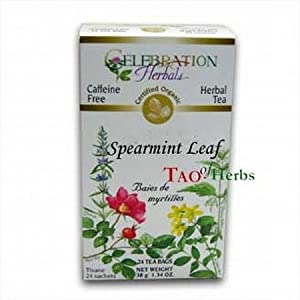 CELEBRATION
Herbals
Caffeine
Free
Certified Organic
Herbal
Tea
Spearmint Leaf
TAO of Herbs
Baies de
myrtilles
24 TEA BAGS
NET WEIGHT
38 g 1.34 OZ.
Tisane
24 sachets